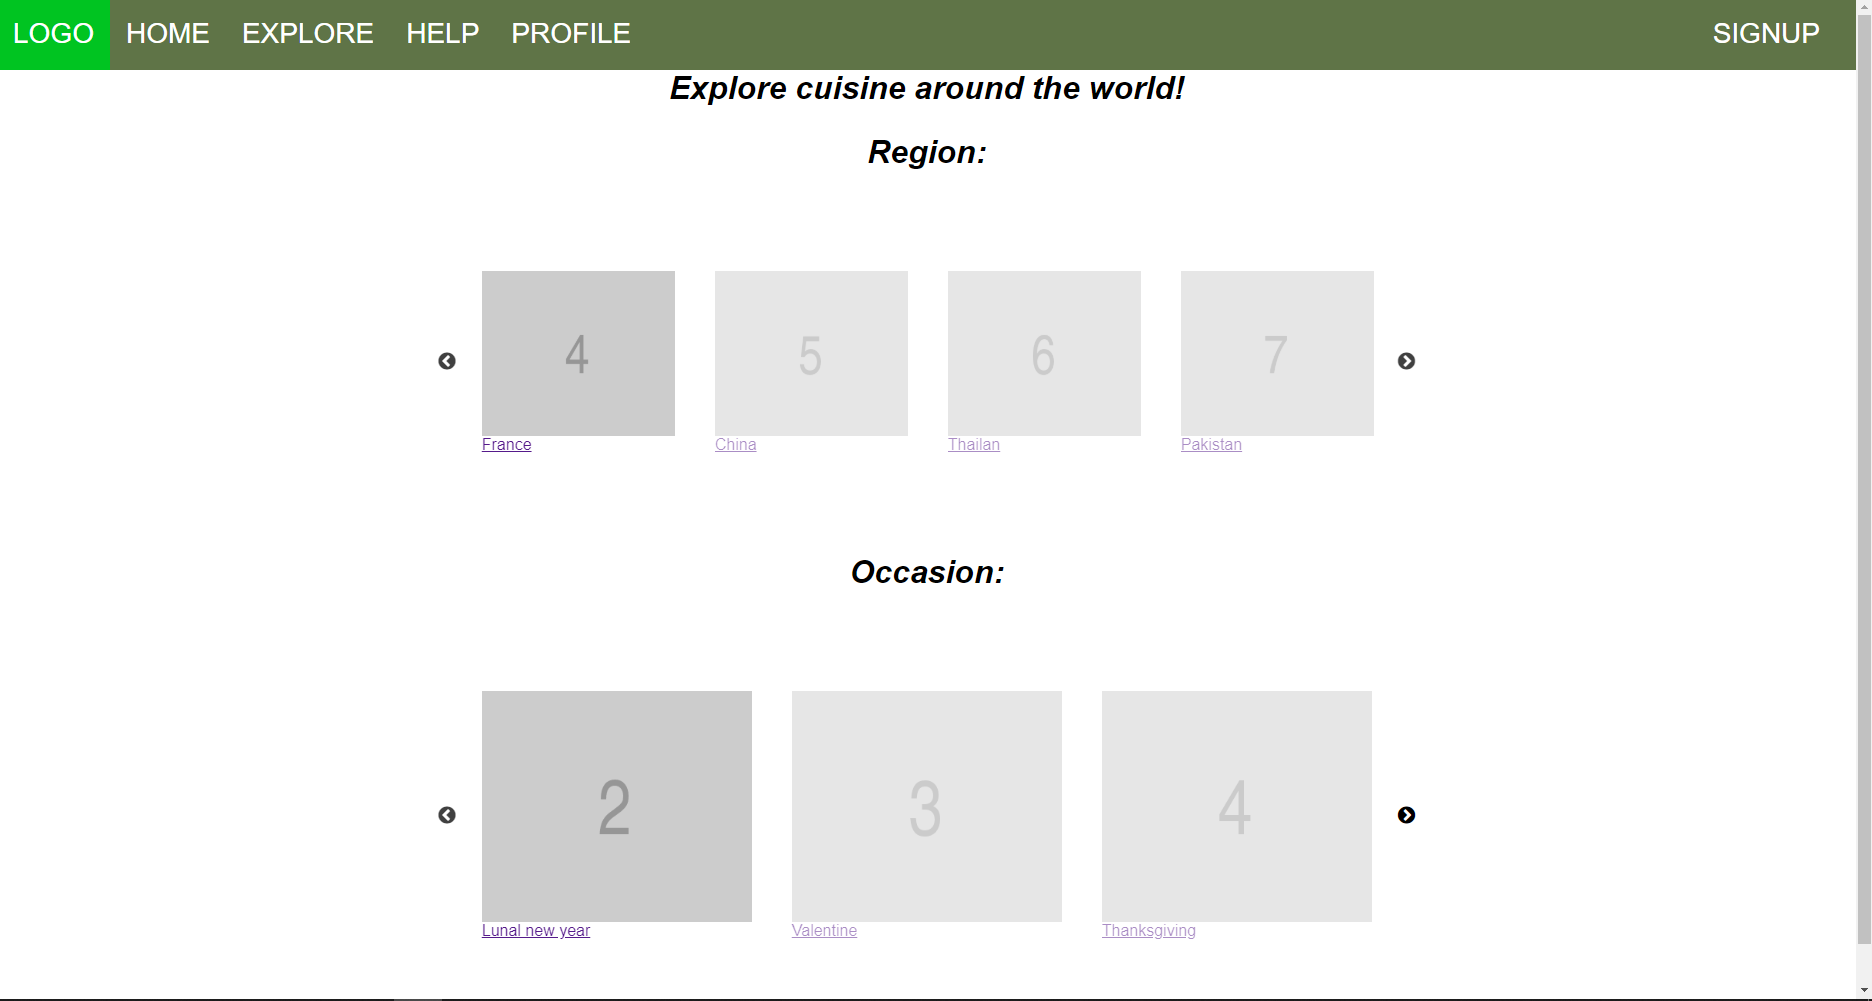 LOGO HOME EXPLORE HELP PROFILE SIGNUP
Explore cuisine around the world!
Region:
4 5 6 7
France China Thailan Pakistan
Occasion:
2 3 4
Lunal new year Valentine Thanksgiving